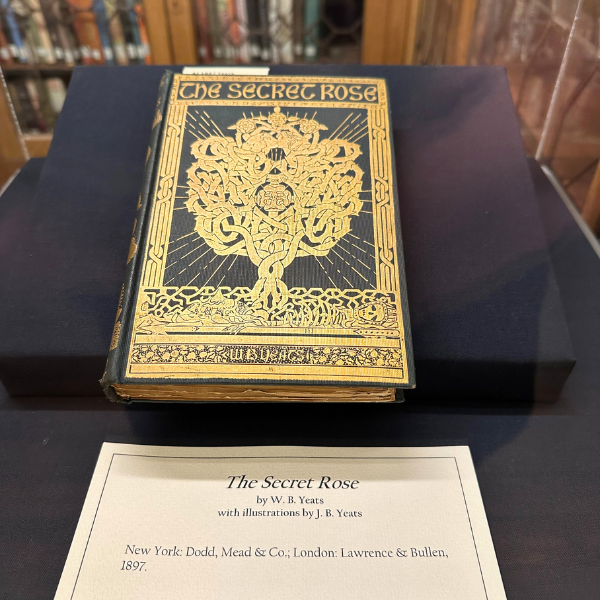 THE SECRET ROSE
W.B. YEATS
The Secret Rose
by W. B. Yeats
with illustrations by J. B. Yeats
New York: Dodd, Mead & Co.; London: Lawrence & Bullen,
1897.